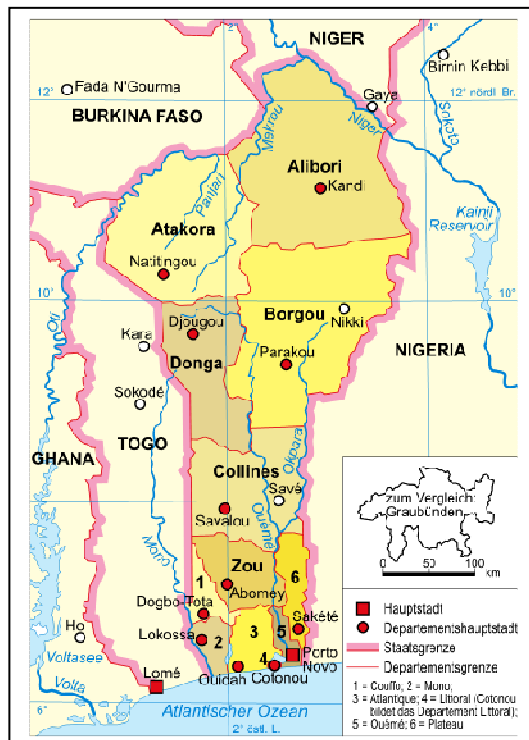 NIGER
Birnin Kebbi
Fada N'Gourma
12°
Gaya
12° nördl. Br.
BURKINA FASO
Mekrou
Niger
Sokoto
Alibori
Kandi
Pendjari
Kainji
Reservoir
Atakora
Natitingou
10°
10°
Borgou
Djougou
Nikki
Oti
Kara
Donga
Parakou
NIGERIA
Sokodé
TOGO
GHANA
Okpara
Collines
Savé
zum Vergleich:
Graubünden
Savalou
Ouémé
0
50
100
km
Mono
Zou
1
6
Abomey
Dogbo-Tota
Hauptstadt
Sakété
Departementshauptstadt
Ho
Lokossa
2
3
5
Staatsgrenze
Voltasee
Porto
Novo
Departementsgrenze
4
Lomé
Ouidah
Cotonou
Volta
1 = Couffo; 2 = Mono;
3 = Atlantique; 4 = Littoral (Cotonou
bildet das Departement Littoral);
5 = Ouémé; 6 = Plateau
Atlantischer Ozean
6°
2° östl. L.